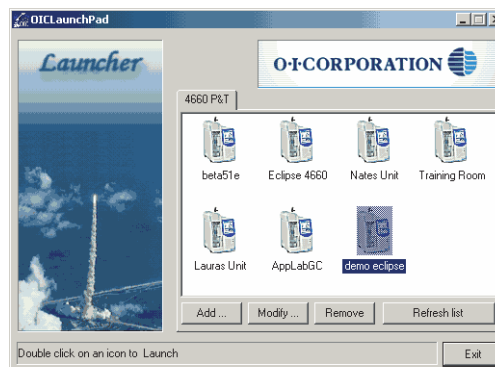 OICLaunchPad
Launcher
O·I·CORPORATION
4660 P&T
beta51e
Eclipse 4660
Nates Unit
Training Room
Lauras Unit
AppLabGC
demo eclipse
Add ...
Modify ...
Remove
Refresh list
Double click on an icon to Launch
Exit